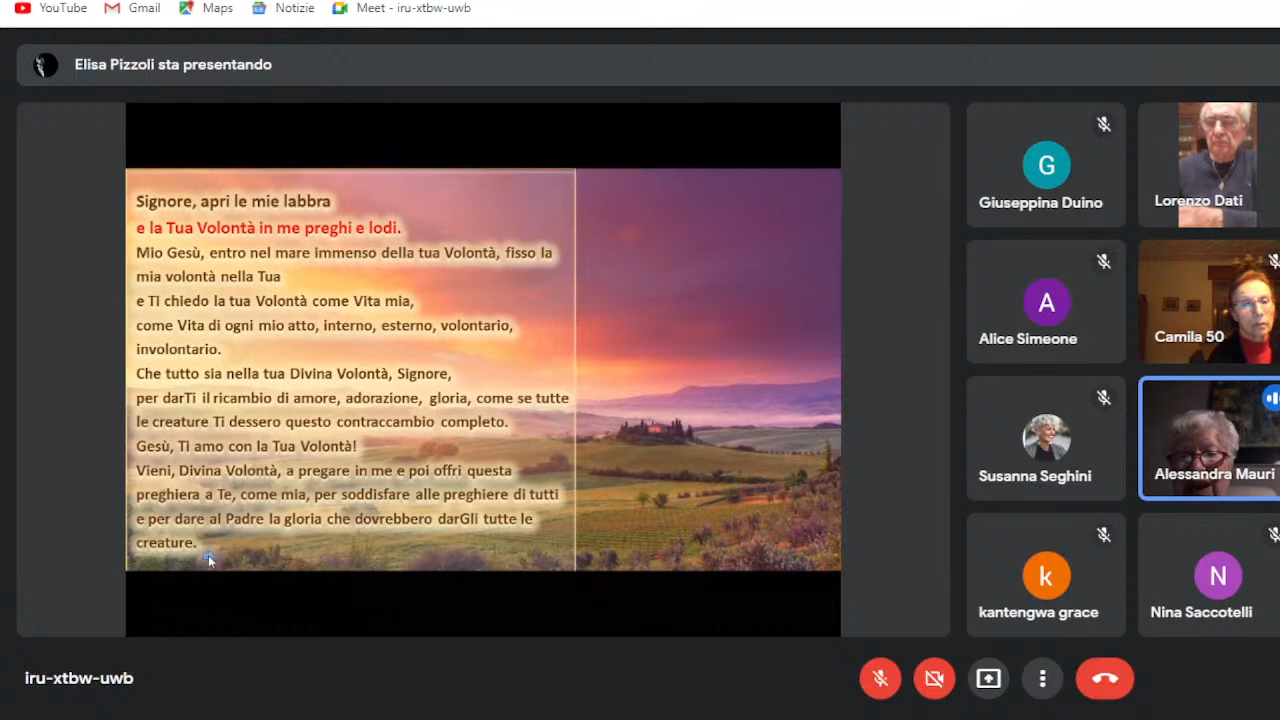 YouTube Gmail Maps Notizie Meet - iru-xtbw-uwb
Elisa Pizzoli sta presentando
Signore, apri le mie labbra
e la Tua Volontà in me preghi e lodi.
Mio Gesù, entro nel mare immenso della tua Volontà, fisso la
mia volontà nella Tua
e Ti chiedo la tua Volontà come Vita mia,
come Vita di ogni mio atto, interno, esterno, volontario,
involontario.
Che tutto sia nella tua Divina Volontà, Signore,
per darTi il ricambio di amore, adorazione, gloria, come se tutte
le creature Ti dessero questo contraccambio completo.
Gesù, Ti amo con la Tua Volontà!
Vieni, Divina Volontà, a pregare in me e poi offri questa
preghiera a Te, come mia, per soddisfare alle preghiere di tutti
e per dare al Padre la gloria che dovrebbero darGli tutte le
creature.
G
Giuseppina Duino
Lorenzo Dati
A
Alice Simeone
Camila 50
Susanna Seghini
Alessandra Mauri
k
kantengwa grace
N
Nina Saccotelli
iru-xtbw-uwb